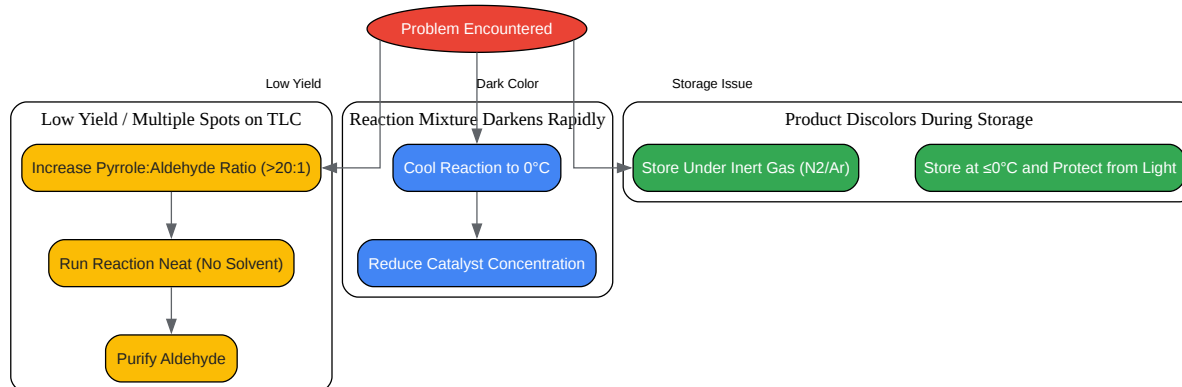 Problem Encountered
Low Yield
Dark Color
Storage Issue
Low Yield / Multiple Spots on TLC
Reaction Mixture Darkens Rapidly
Product Discolors During Storage
Increase Pyrrole:Aldehyde Ratio (>20:1)
Cool Reaction to 0°C
Store Under Inert Gas (N2/Ar)
Store at ≤0°C and Protect from Light
Run Reaction Neat (No Solvent)
Reduce Catalyst Concentration
Purify Aldehyde